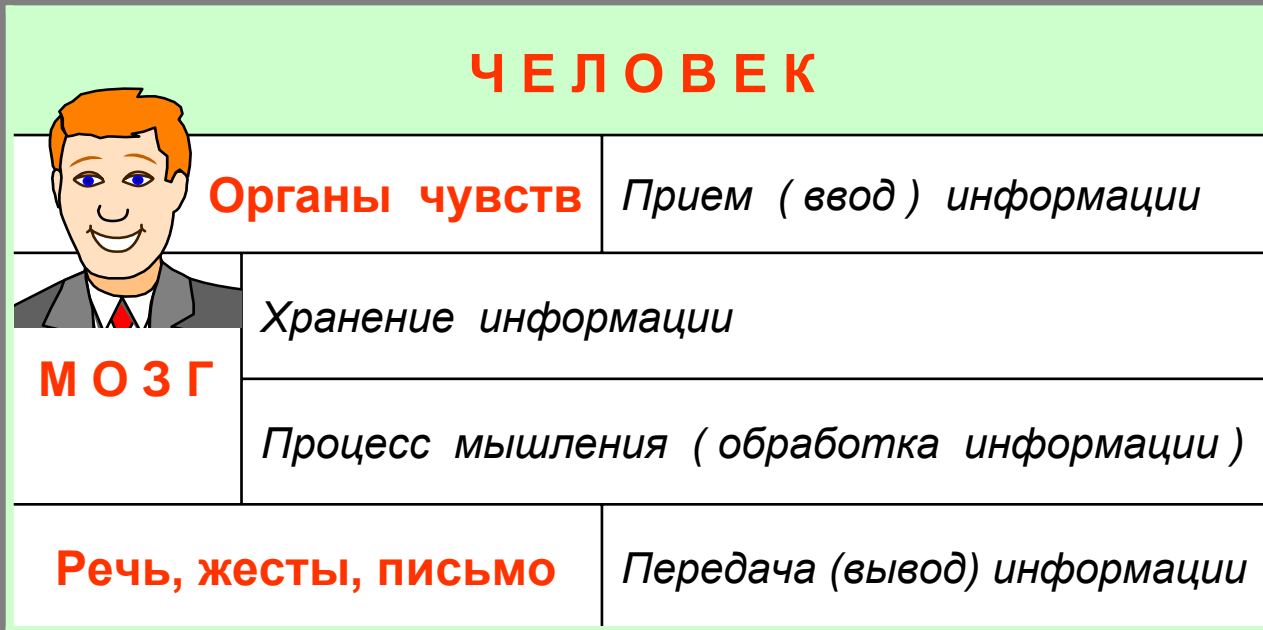 Ч Е Л О В Е К
Органы чувств
Прием ( ввод ) информации
М О З Г
Хранение информации
Процесс мышления ( обработка информации )
Речь, жесты, письмо
Передача (вывод) информации